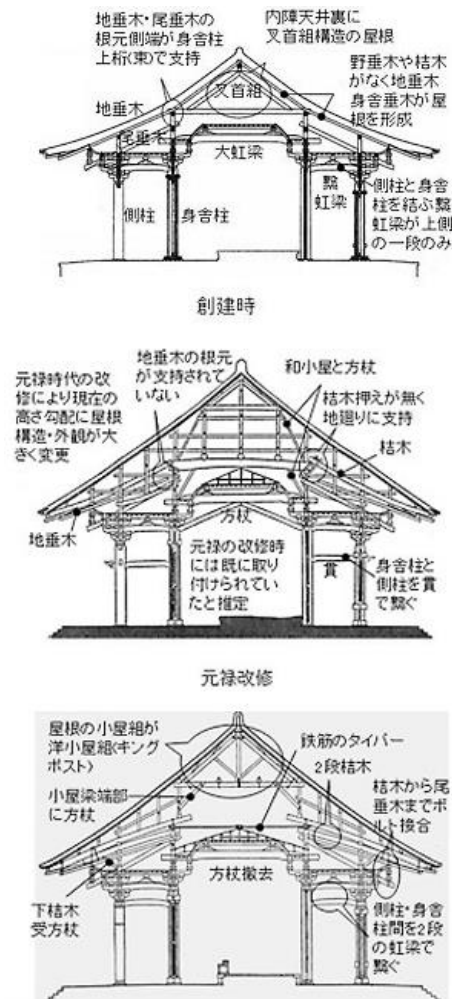 地垂木・尾垂木の
根元側端が身舎柱
上桁(束)で支持
内陣天井裏に
叉首組構造の屋根
野垂木や桔木
がなく地垂木
身舎垂木が屋
根を形成
地垂木
叉首組
尾垂木
大虹梁
繋
虹梁
側柱
身舎柱
側柱と身舎
柱を結ぶ繋
虹梁が上側
の一段のみ
創建時
地垂木の根元
が支持されて
いない
和小屋と方杖
元禄時代の改
修により現在の
高さ勾配に屋根
構造・外観が大
きく変更
桔木押えが無く
地廻りに支持
桔木
地垂木
方杖
元禄の改修時
には既に取り
付けられてい
たと推定
貫
身舎柱と
側柱を貫
で繋ぐ
元禄改修
屋根の小屋組が
洋小屋組(キング
ポスト)
鉄筋のタイバー
2段桔木
小屋梁端部
に方杖
桔木から尾
垂木までボ
ルト接合
方杖撤去
下桔木
受方杖
側柱・身舎
柱間を2段
の虹梁で
繋ぐ